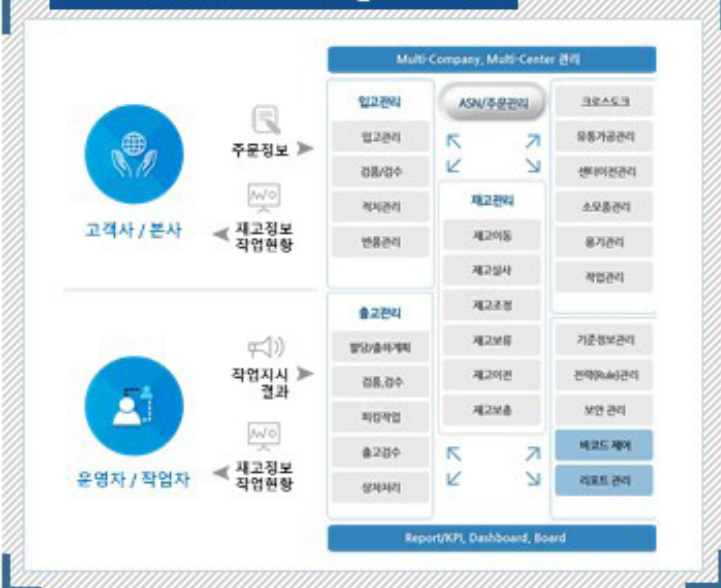 Multi-Company, Multi-Center 관리
주문정보
고객사 / 본사
재고정보
작업현황
작업지시
결과
운영자 / 작업자
재고정보
작업현황
입고관리
입고관리
검품/검수
적치관리
반품관리
출고관리
할당/출하계획
검품,검수
피킹작업
출고검수
상차처리
ASN/주문관리
재고관리
재고이동
재고실사
재고조정
재고보류
재고이전
재고보충
크로스도크
유통가공관리
센터이전관리
소모품관리
용기관리
작업관리
기준정보관리
전략(Rule)관리
보안 관리
바코드 제어
리포트 관리
Report/KPI, Dashboard, Board